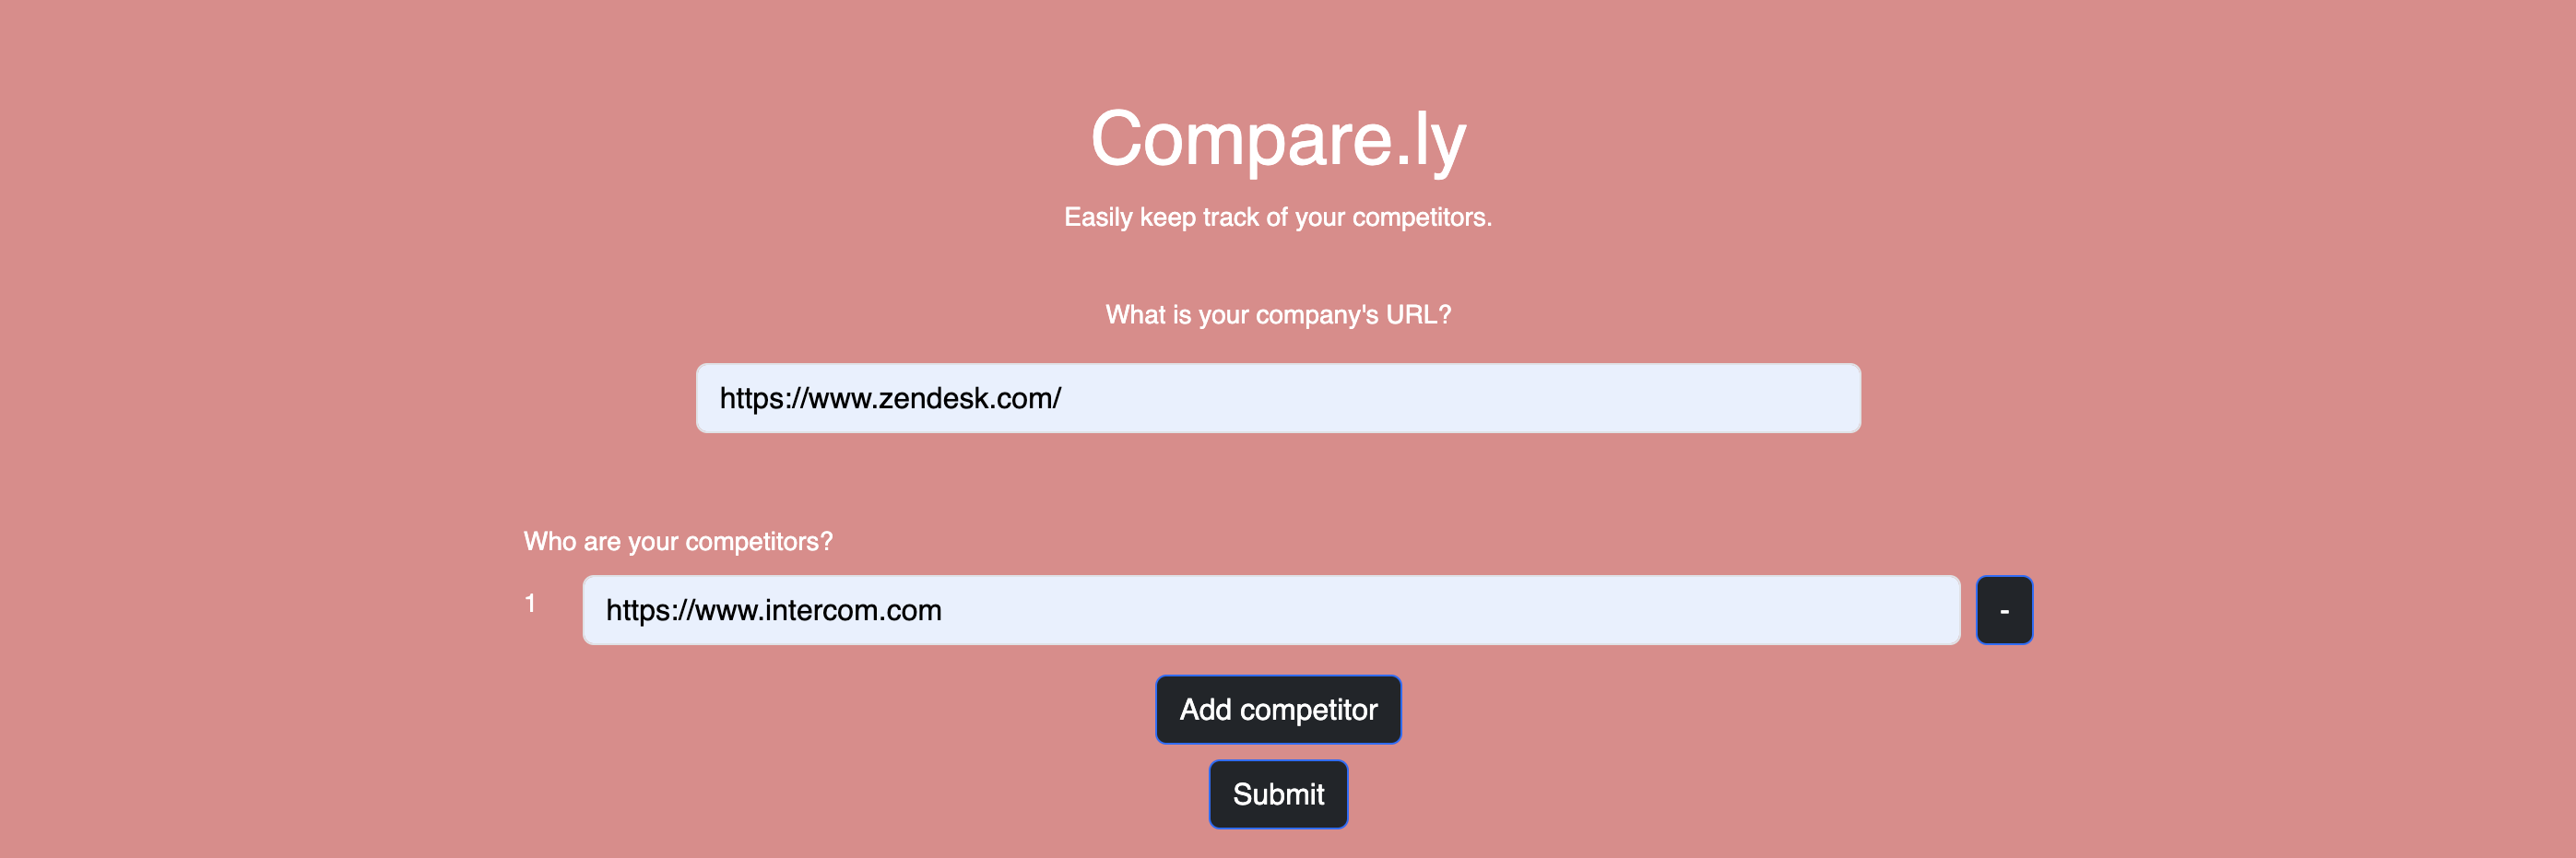 Compare.ly
Easily keep track of your competitors.
What is your company's URL?
https://www.zendesk.com/
Who are your competitors?
1 https://www.intercom.com -
Add competitor
Submit